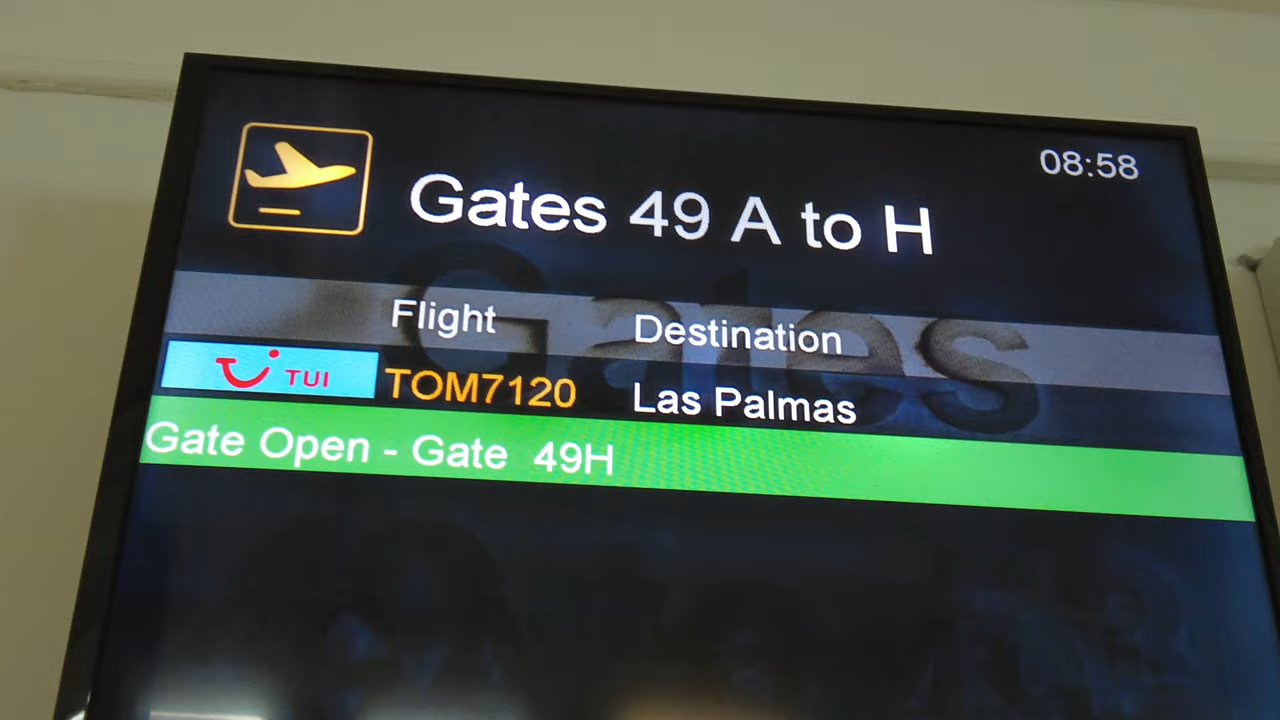 08:58
Gates 49 A to H
Flight Destination
TUI TOM7120 Las Palmas
Gate Open - Gate 49H
Gates